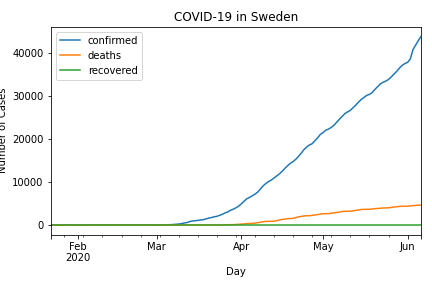 COVID-19 in Sweden
confirmed
deaths
recovered
Number of Cases
40000
30000
20000
10000
0
Feb
2020
Mar
Apr
May
Jun
Day